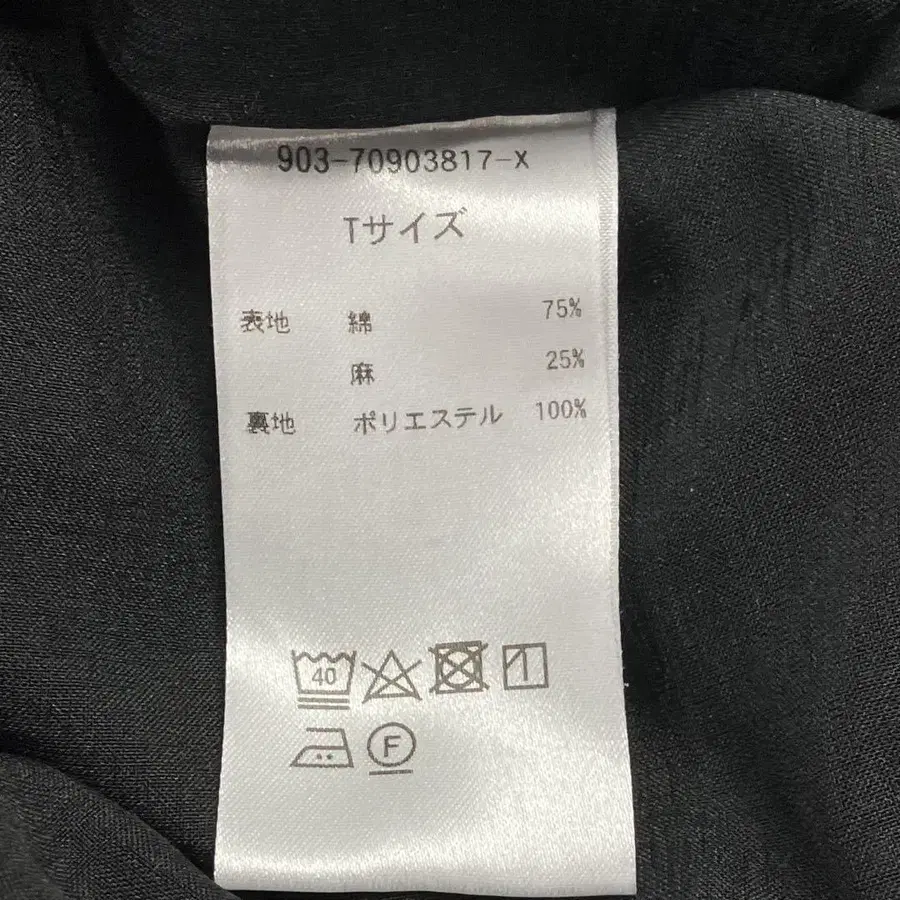 903-70903817-X
Tサイズ
表地 綿 75%
麻 25%
裏地 ポリエステル 100%
40
F